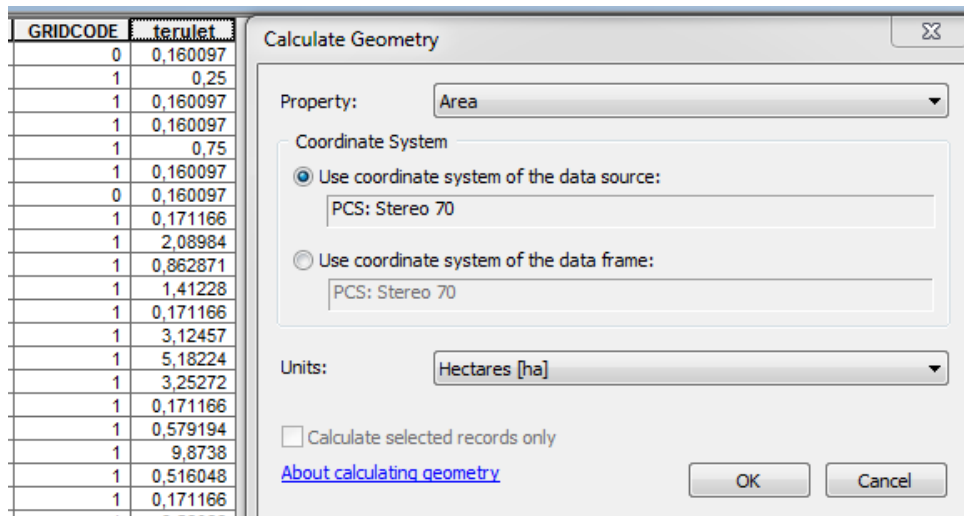 GRIDCODE terulet
0 0,160097
1 0,25
1 0,160097
1 0,160097
1 0,75
1 0,160097
0 0,160097
1 0,171166
1 2,08984
1 0,862871
1 1,41228
1 0,171166
1 3,12457
1 5,18224
1 3,25272
1 0,171166
1 0,579194
1 9,8738
1 0,516048
1 0,171166
Calculate Geometry
Property: Area
Coordinate System
Use coordinate system of the data source:
PCS: Stereo 70
Use coordinate system of the data frame:
PCS: Stereo 70
Units: Hectares [ha]
Calculate selected records only
About calculating geometry
OK Cancel